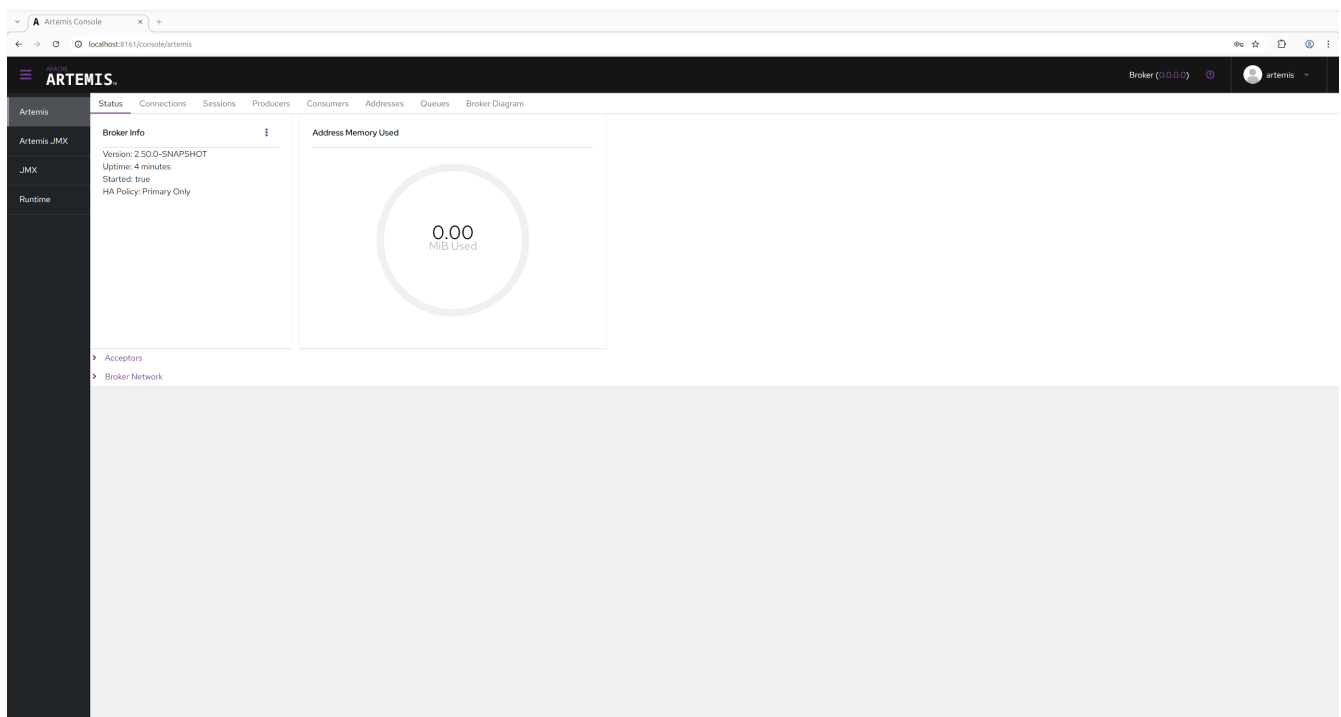 Artemis Console
localhost:8161/console/artemis
APACHE
ARTEMIS™
Broker (0.0.0.0)
artemis
Artemis
Artemis JMX
JMX
Runtime
Status Connections Sessions Producers Consumers Addresses Queues Broker Diagram
Broker Info
Version: 2.50.0-SNAPSHOT
Uptime: 4 minutes
Started: true
HA Policy: Primary Only
Address Memory Used
0.00
MiB Used
Acceptors
Broker Network